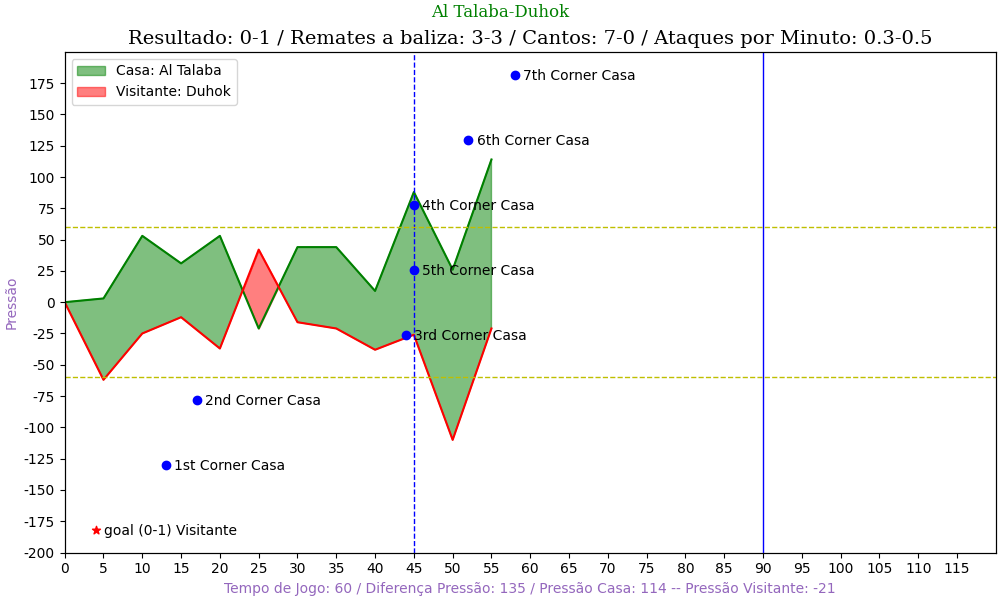 Al Talaba-Duhok
Resultado: 0-1 / Remates a baliza: 3-3 / Cantos: 7-0 / Ataques por Minuto: 0.3-0.5
Casa: Al Talaba
Visitante: Duhok
7th Corner Casa
6th Corner Casa
4th Corner Casa
5th Corner Casa
3rd Corner Casa
2nd Corner Casa
1st Corner Casa
goal (0-1) Visitante
Pressão
175
150
125
100
75
50
25
0
-25
-50
-75
-100
-125
-150
-175
-200
0 5 10 15 20 25 30 35 40 45 50 55 60 65 70 75 80 85 90 95 100 105 110 115
Tempo de Jogo: 60 / Diferença Pressão: 135 / Pressão Casa: 114 -- Pressão Visitante: -21